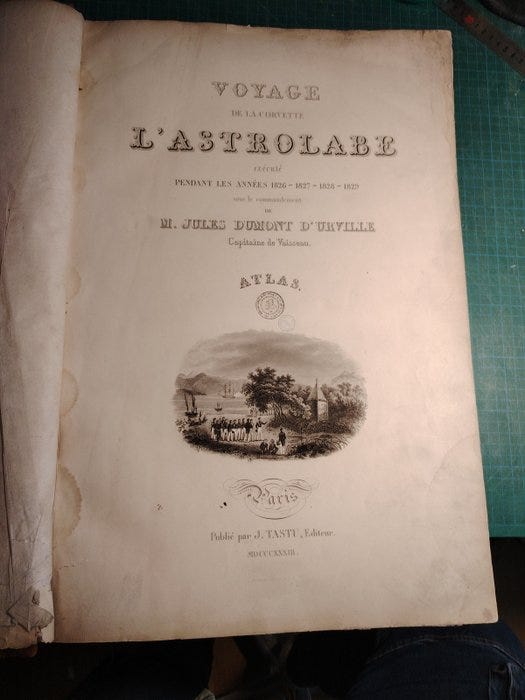 VOYAGE
DE LA CORVETTE
L'ASTROLABE
EXÉCUTÉ
PENDANT LES ANNÉES 1826 - 1827 - 1828 - 1829
sous le commandement
DE
M. JULES DUMONT D'URVILLE
Capitaine de Vaisseau.
ATLAS.
Paris
Publié par J. TASTU, Editeur.
MDCCCXXXIII.